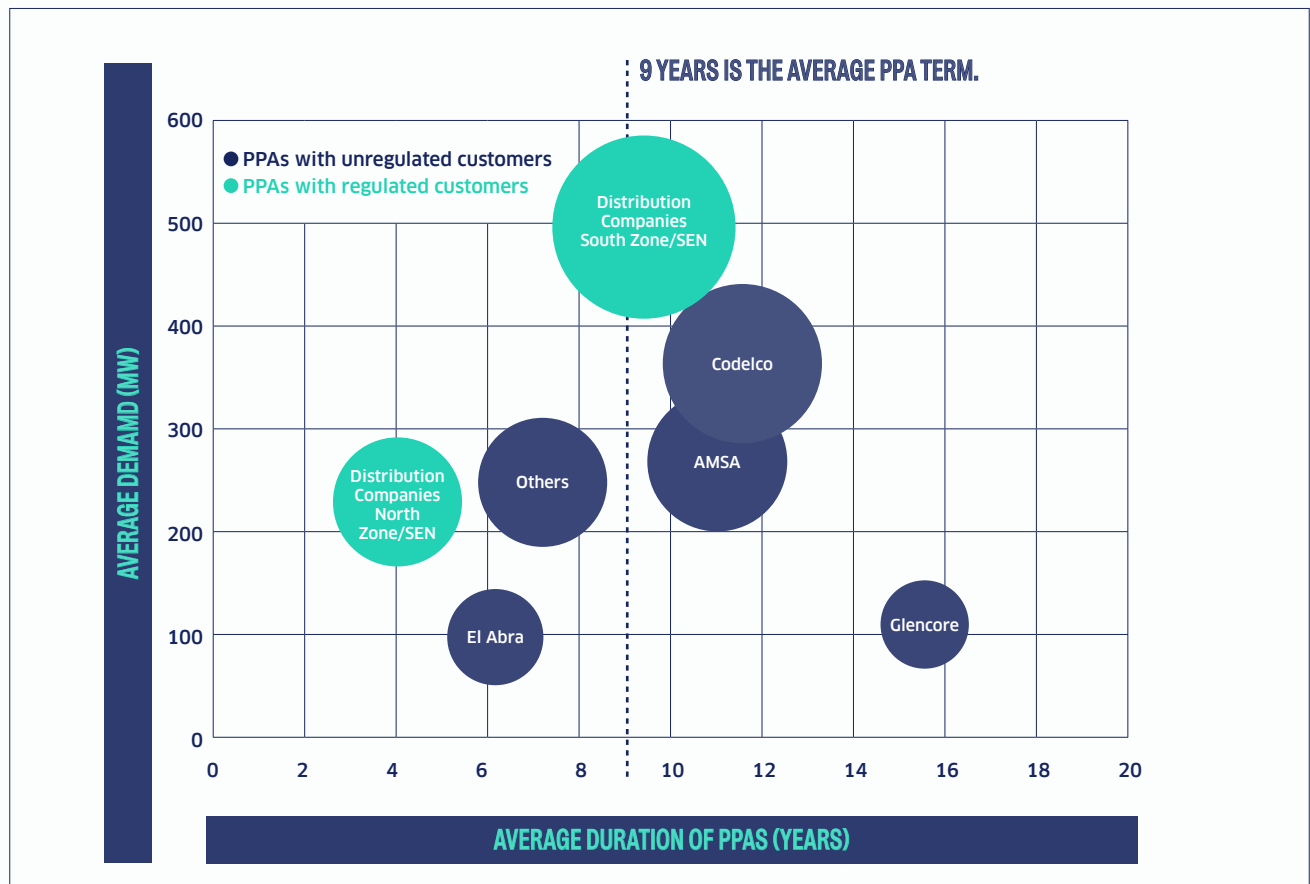 9 YEARS IS THE AVERAGE PPA TERM.
600
PPAs with unregulated customers
PPAs with regulated customers
500
400
300
200
100
0
Distribution
Companies
South Zone/SEN
Codelco
AMSA
Others
Distribution
Companies
North
Zone/SEN
El Abra
Glencore
0 2 4 6 8 10 12 14 16 18 20
AVERAGE DEMAMD (MW)
AVERAGE DURATION OF PPAS (YEARS)